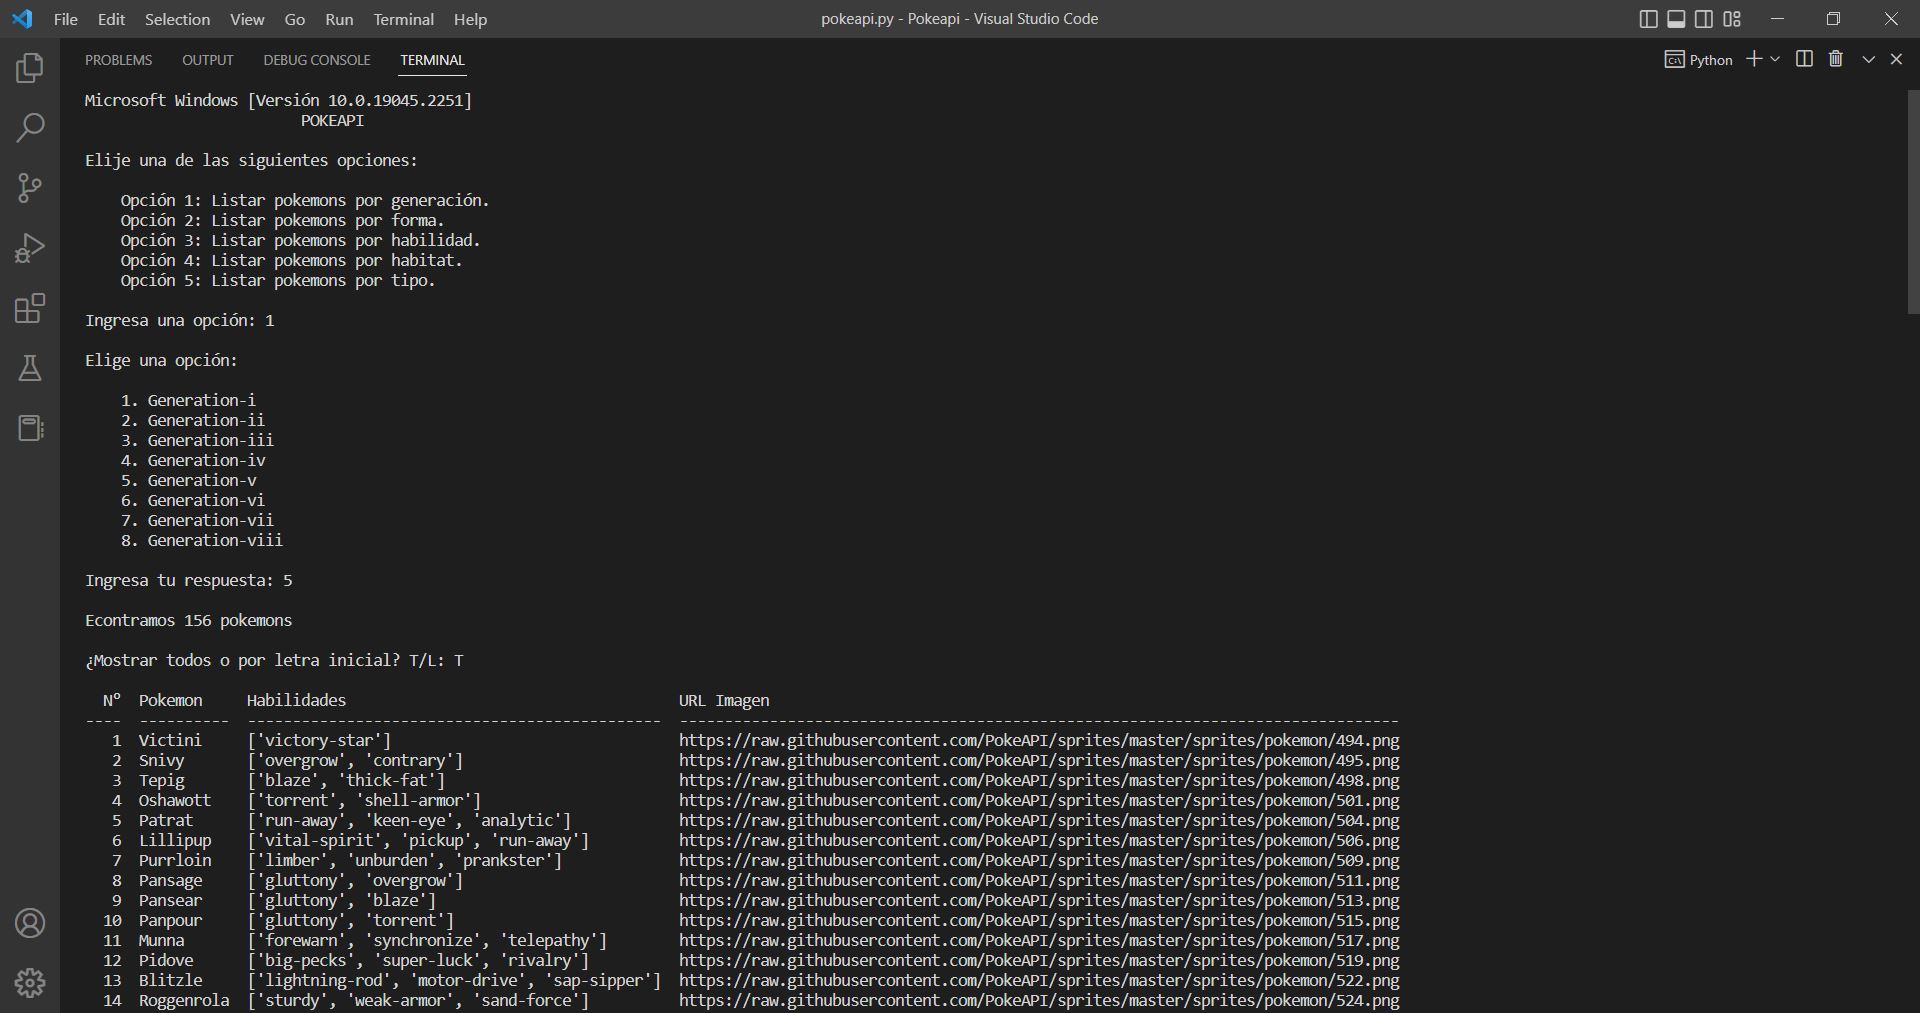 File Edit Selection View Go Run Terminal Help pokeapi.py - Pokeapi - Visual Studio Code
PROBLEMS OUTPUT DEBUG CONSOLE TERMINAL Python
Microsoft Windows [Versión 10.0.19045.2251]
POKEAPI
Elije una de las siguientes opciones:
Opción 1: Listar pokemons por generación.
Opción 2: Listar pokemons por forma.
Opción 3: Listar pokemons por habilidad.
Opción 4: Listar pokemons por habitat.
Opción 5: Listar pokemons por tipo.
Ingresa una opción: 1
Elige una opción:
1. Generation-i
2. Generation-ii
3. Generation-iii
4. Generation-iv
5. Generation-v
6. Generation-vi
7. Generation-vii
8. Generation-viii
Ingresa tu respuesta: 5
Econtramos 156 pokemons
¿Mostrar todos o por letra inicial? T/L: T
N° Pokemon Habilidades URL Imagen
---- ---------- ---------------------------------------------- --------------------------------------------------------------------------------
1 Victini ['victory-star'] https://raw.githubusercontent.com/PokeAPI/sprites/master/sprites/pokemon/494.png
2 Snivy ['overgrow', 'contrary'] https://raw.githubusercontent.com/PokeAPI/sprites/master/sprites/pokemon/495.png
3 Tepig ['blaze', 'thick-fat'] https://raw.githubusercontent.com/PokeAPI/sprites/master/sprites/pokemon/498.png
4 Oshawott ['torrent', 'shell-armor'] https://raw.githubusercontent.com/PokeAPI/sprites/master/sprites/pokemon/501.png
5 Patrat ['run-away', 'keen-eye', 'analytic'] https://raw.githubusercontent.com/PokeAPI/sprites/master/sprites/pokemon/504.png
6 Lillipup ['vital-spirit', 'pickup', 'run-away'] https://raw.githubusercontent.com/PokeAPI/sprites/master/sprites/pokemon/506.png
7 Purrloin ['limber', 'unburden', 'prankster'] https://raw.githubusercontent.com/PokeAPI/sprites/master/sprites/pokemon/509.png
8 Pansage ['gluttony', 'overgrow'] https://raw.githubusercontent.com/PokeAPI/sprites/master/sprites/pokemon/511.png
9 Pansear ['gluttony', 'blaze'] https://raw.githubusercontent.com/PokeAPI/sprites/master/sprites/pokemon/513.png
10 Panpour ['gluttony', 'torrent'] https://raw.githubusercontent.com/PokeAPI/sprites/master/sprites/pokemon/515.png
11 Munna ['forewarn', 'synchronize', 'telepathy'] https://raw.githubusercontent.com/PokeAPI/sprites/master/sprites/pokemon/517.png
12 Pidove ['big-pecks', 'super-luck', 'rivalry'] https://raw.githubusercontent.com/PokeAPI/sprites/master/sprites/pokemon/519.png
13 Blitzle ['lightning-rod', 'motor-drive', 'sap-sipper'] https://raw.githubusercontent.com/PokeAPI/sprites/master/sprites/pokemon/522.png
14 Roggenrola ['sturdy', 'weak-armor', 'sand-force'] https://raw.githubusercontent.com/PokeAPI/sprites/master/sprites/pokemon/524.png